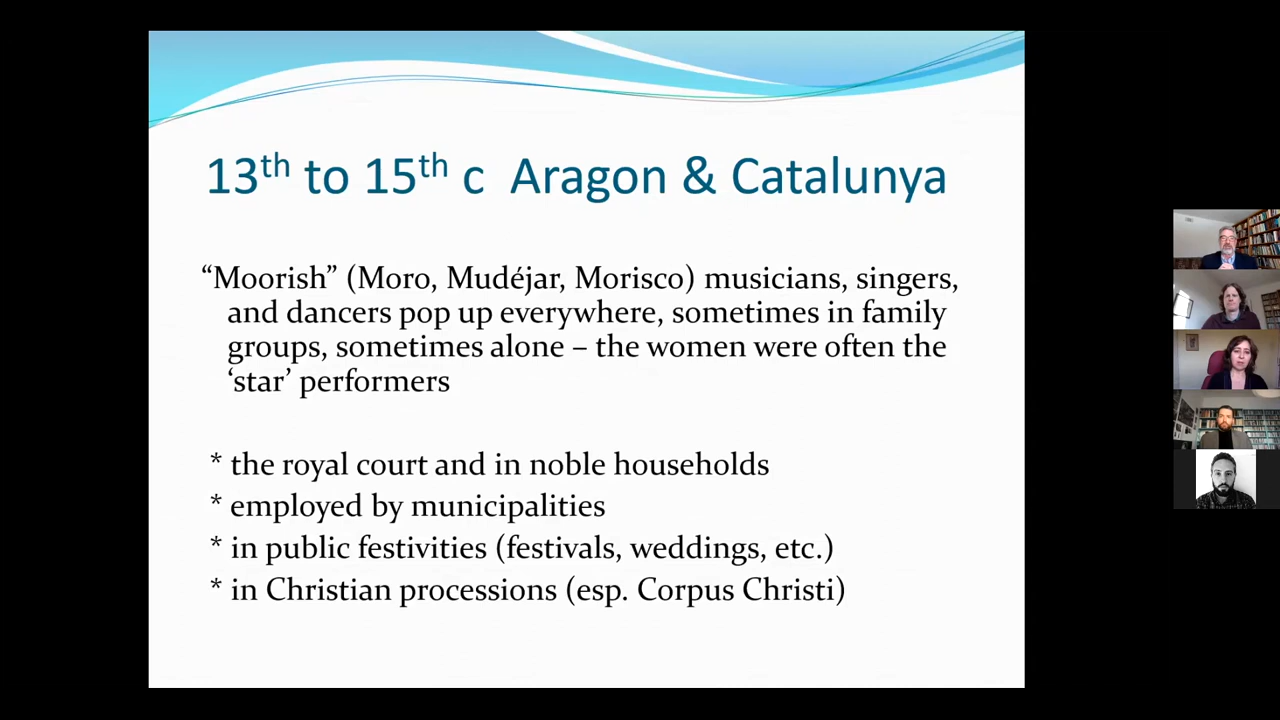 13th to 15th c  Aragon & Catalunya
“Moorish” (Moro, Mudéjar, Morisco) musicians, singers,
and dancers pop up everywhere, sometimes in family
groups, sometimes alone – the women were often the
‘star’ performers
* the royal court and in noble households
* employed by municipalities
* in public festivities (festivals, weddings, etc.)
* in Christian processions (esp. Corpus Christi)